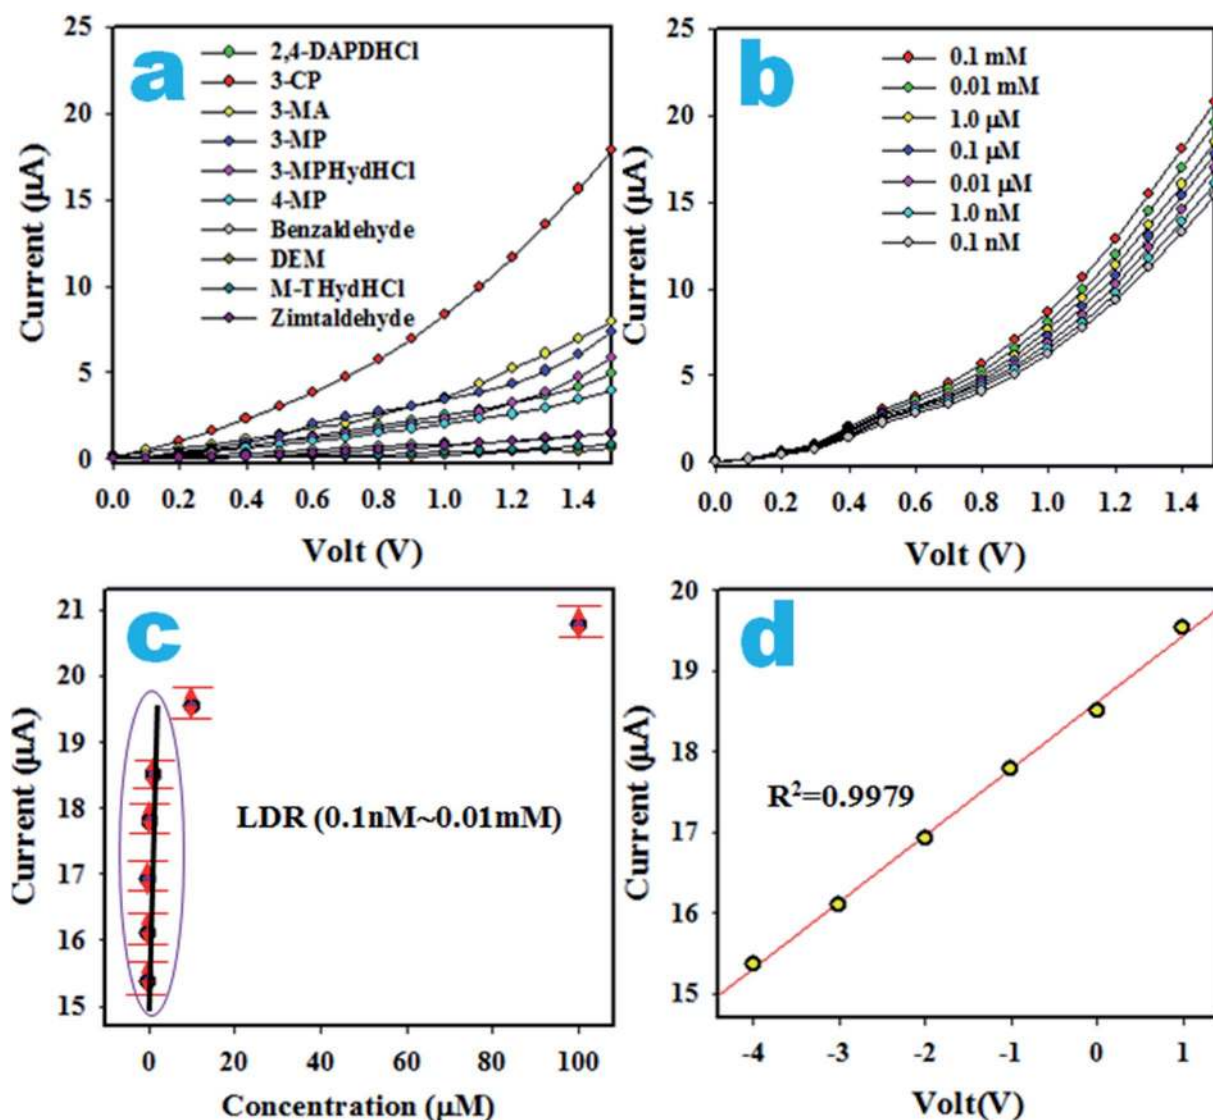 a
25
20
15
10
5
0
Current (μA)
2,4-DAPDHCl
3-CP
3-MA
3-MP
3-MPHydHCl
4-MP
Benzaldehyde
DEM
M-THydHCl
Zimtaldehyde
0.0 0.2 0.4 0.6 0.8 1.0 1.2 1.4
Volt (V)
b
25
20
15
10
5
0
Current (μA)
0.1 mM
0.01 mM
1.0 μM
0.1 μM
0.01 μM
1.0 nM
0.1 nM
0.0 0.2 0.4 0.6 0.8 1.0 1.2 1.4
Volt (V)
c
21
20
19
18
17
16
15
Current (μA)
LDR (0.1nM~0.01mM)
0 20 40 60 80 100
Concentration (μM)
d
20
19
18
17
16
15
Current (μA)
R²=0.9979
-4 -3 -2 -1 0 1
Volt(V)